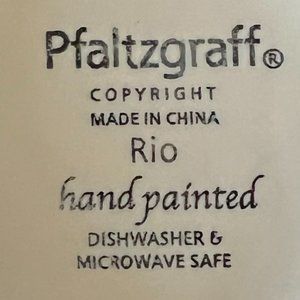 Pfaltzgraff®
COPYRIGHT
MADE IN CHINA
Rio
hand painted
DISHWASHER &
MICROWAVE SAFE